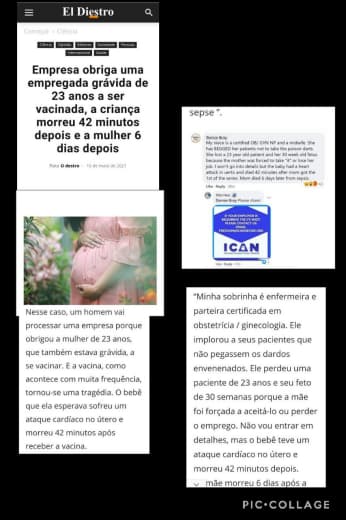 El Diestro
Começar › Ciência
Empresa obriga uma
empregada grávida de
23 anos a ser
vacinada, a criança
morreu 42 minutos
depois e a mulher 6
dias depois
Nesse caso, um homem vai
processar uma empresa porque
obrigou a mulher de 23 anos,
que também estava grávida, a
se vacinar. E a vacina, como
acontece com muita frequência,
tornou-se uma tragédia. O bebê
que ela esperava sofreu um
ataque cardíaco no útero e
morreu 42 minutos após
receber a vacina.
sepse ".
My niece is a certified OB/ GYN NP and a midwife. She
has BEGGED her patients not to take the poison darts.
She lost a 23 year old patient and her 30 week old fetus
because the mother was forced to take "it" or lose her
job. I won't go into details but the baby had a heart
attack in utero and died 42 minutes after mom got the
1st of the series. Mom died 6 days later from sepsis.
Like Reply
ICAN
"Minha sobrinha é enfermeira e
parteira certificada em
obstetrícia / ginecologia. Ele
implorou a seus pacientes que
não pegassem os dardos
envenenados. Ele perdeu uma
paciente de 23 anos e seu feto
de 30 semanas porque a mãe
foi forçada a aceitá-lo ou perder
o emprego. Não vou entrar em
detalhes, mas o bebê teve um
ataque cardíaco no útero e
morreu 42 minutos depois.
mãe morreu 6 dias após a
PIC•COLLAGE